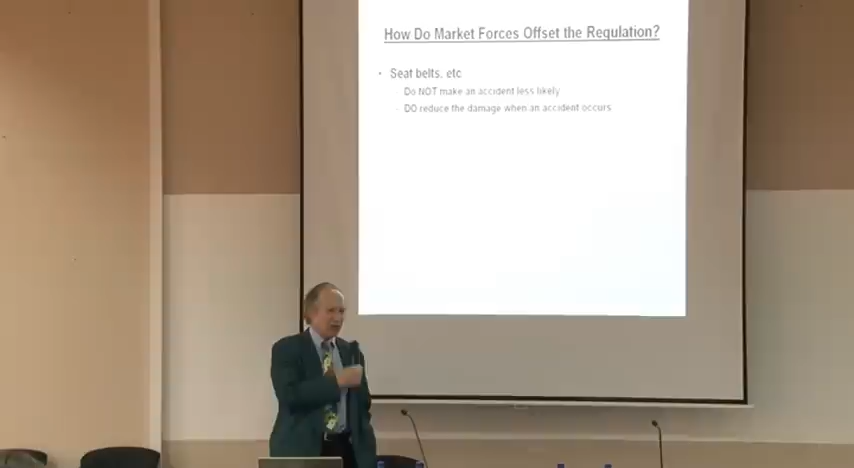 How Do Market Forces Offset the Regulation?
• Seat belts, etc
Do NOT make an accident less likely
- DO reduce the damage when an accident occurs